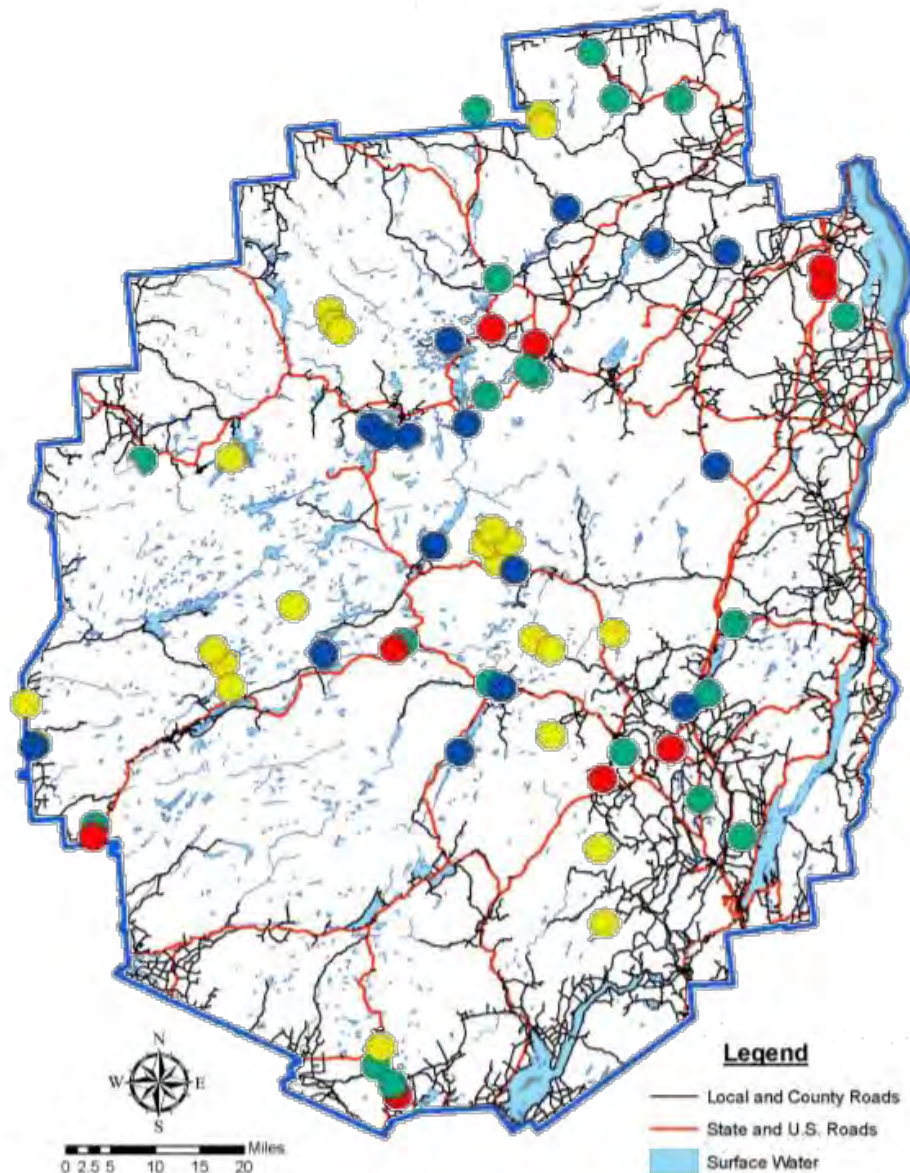 Legend
Local and County Roads
State and U.S. Roads
Surface Water
N
W E
S
Miles
0 2.5 5 10 15 20